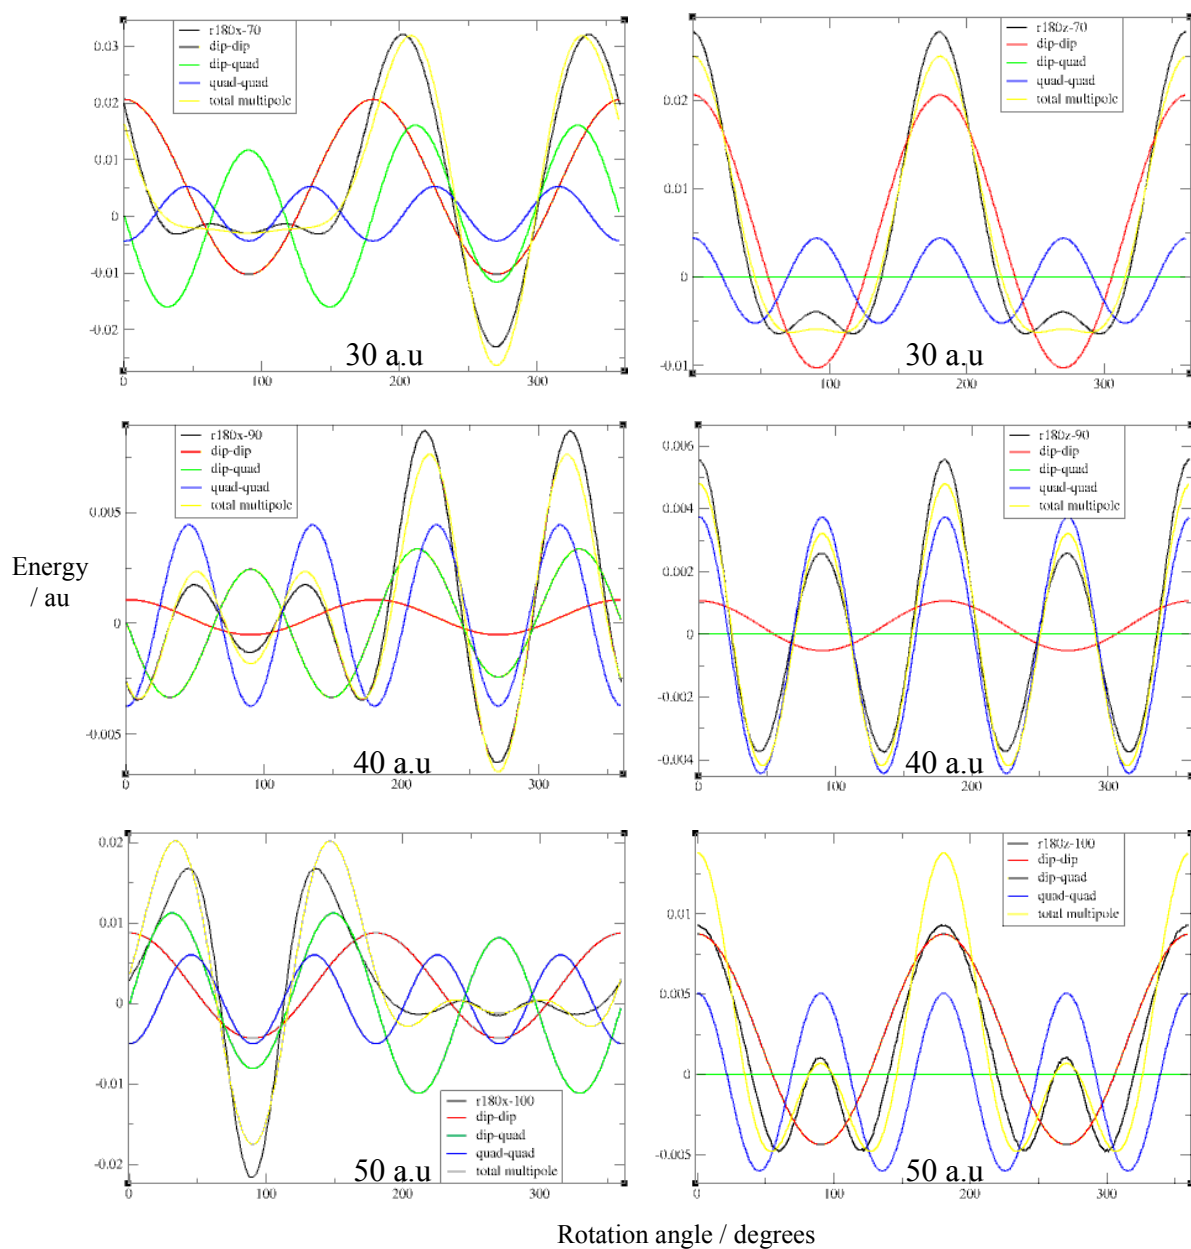 r180x-70
dip-dip
dip-quad
quad-quad
total multipole
0.03
0.02
0.01
0
-0.01
-0.02
0
100
200
300
30 a.u
r180z-70
dip-dip
dip-quad
quad-quad
total multipole
0.02
0.01
0
-0.01
0
100
200
300
30 a.u
r180x-90
dip-dip
dip-quad
quad-quad
total multipole
0.005
0
-0.005
0
100
200
300
40 a.u
r180z-90
dip-dip
dip-quad
quad-quad
total multipole
0.006
0.004
0.002
0
-0.002
-0.004
0
100
200
300
40 a.u
Energy
/ au
r180x-100
dip-dip
dip-quad
quad-quad
total multipole
0.02
0.01
0
-0.01
-0.02
0
100
200
300
50 a.u
r180z-100
dip-dip
dip-quad
quad-quad
total multipole
0.01
0.005
0
-0.005
0
100
200
300
50 a.u
Rotation angle / degrees